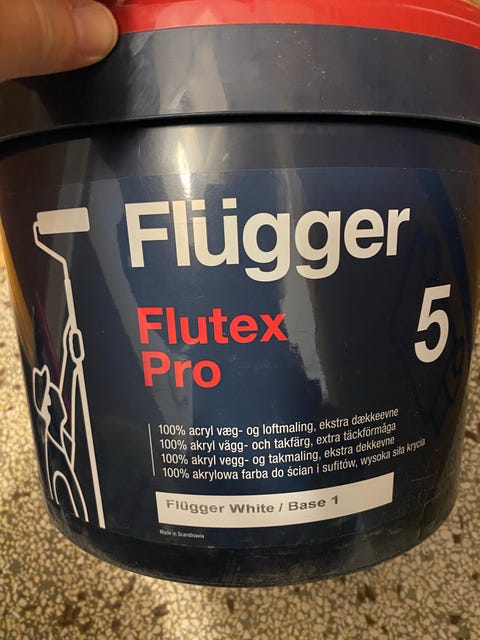 Flügger
Flutex
Pro
5
100% acryl væg- og loftmaling, ekstra dækkeevne
100% akryl vägg- och takfärg, extra täckförmåga
100% akryl vegg- og takmaling, ekstra dekkevne
100% akrylowa farba do ścian i sufitów, wysoka siła krycia
Flügger White / Base 1
Made in Scandinavia